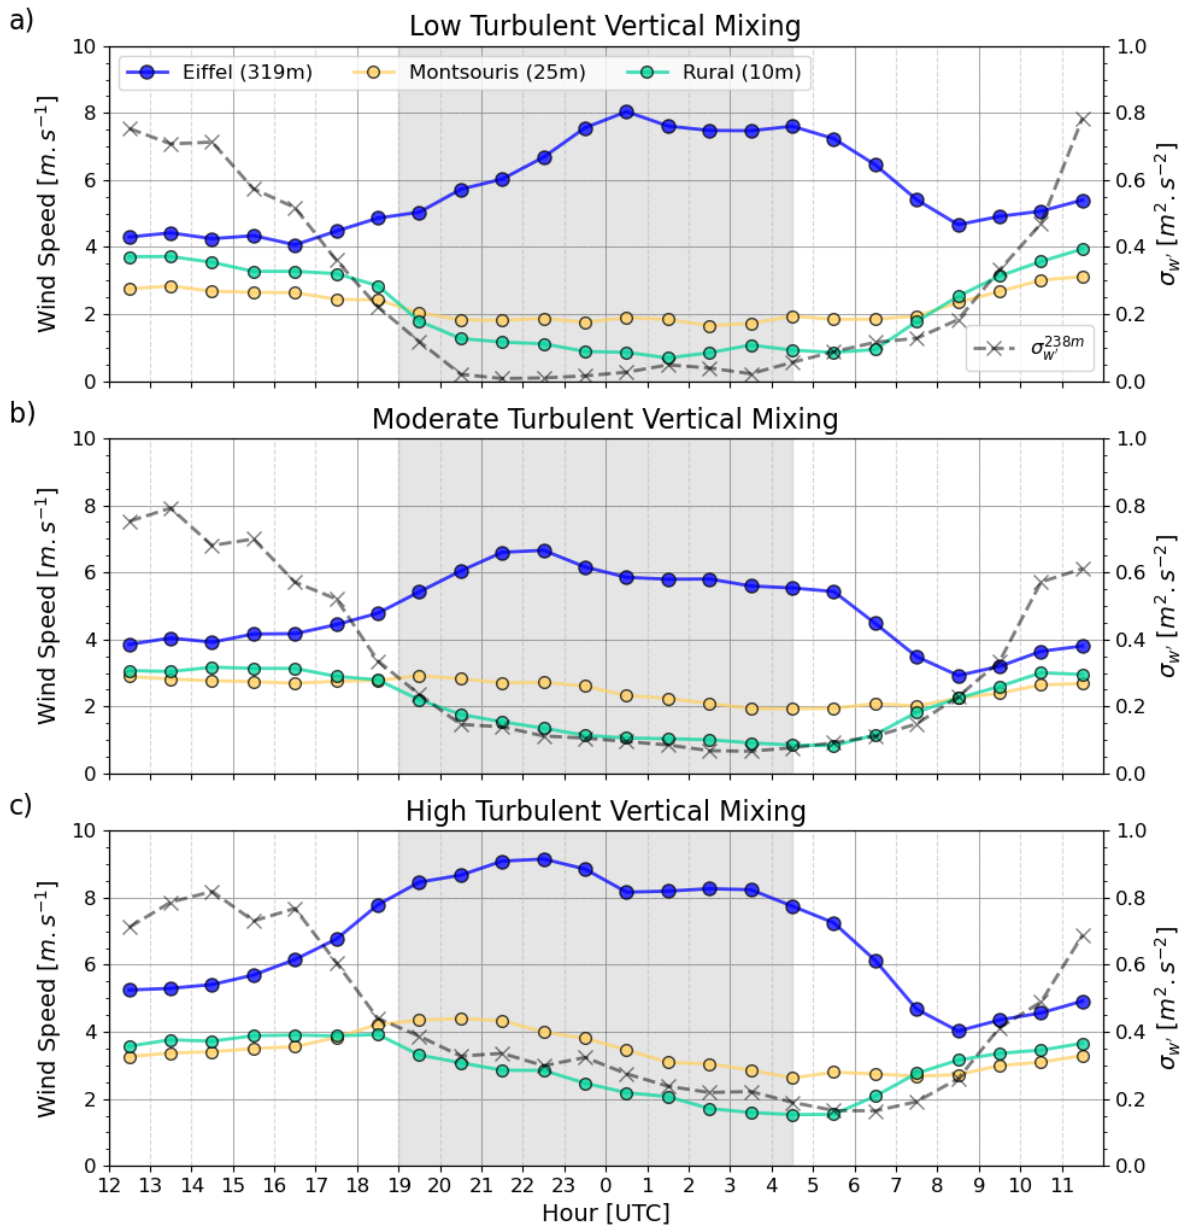 a)
Low Turbulent Vertical Mixing
Eiffel (319m) Montsouris (25m) Rural (10m)
10
8
6
4
2
0
Wind Speed [m. s⁻¹]
1.0
0.8
0.6
0.4
0.2
0.0
σ_w' [m². s⁻²]
σ_w'^238m
b)
Moderate Turbulent Vertical Mixing
10
8
6
4
2
0
Wind Speed [m. s⁻¹]
1.0
0.8
0.6
0.4
0.2
0.0
σ_w' [m². s⁻²]
c)
High Turbulent Vertical Mixing
10
8
6
4
2
0
Wind Speed [m. s⁻¹]
1.0
0.8
0.6
0.4
0.2
0.0
σ_w' [m². s⁻²]
12 13 14 15 16 17 18 19 20 21 22 23 0 1 2 3 4 5 6 7 8 9 10 11
Hour [UTC]